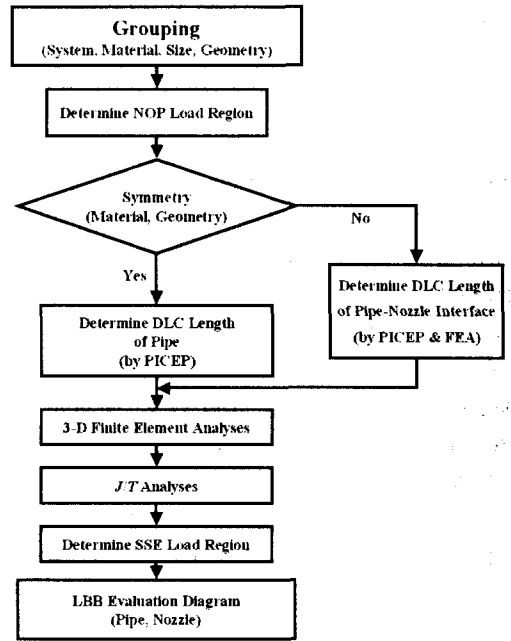 Grouping
(System, Material, Size, Geometry)
Determine NOP Load Region
Symmetry
(Material, Geometry)
No
Yes
Determine DLC Length
of Pipe
(by PICEP)
Determine DLC Length
of Pipe-Nozzle Interface
(by PICEP & FEA)
3-D Finite Element Analyses
J/T Analyses
Determine SSE Load Region
LBB Evaluation Diagram
(Pipe, Nozzle)